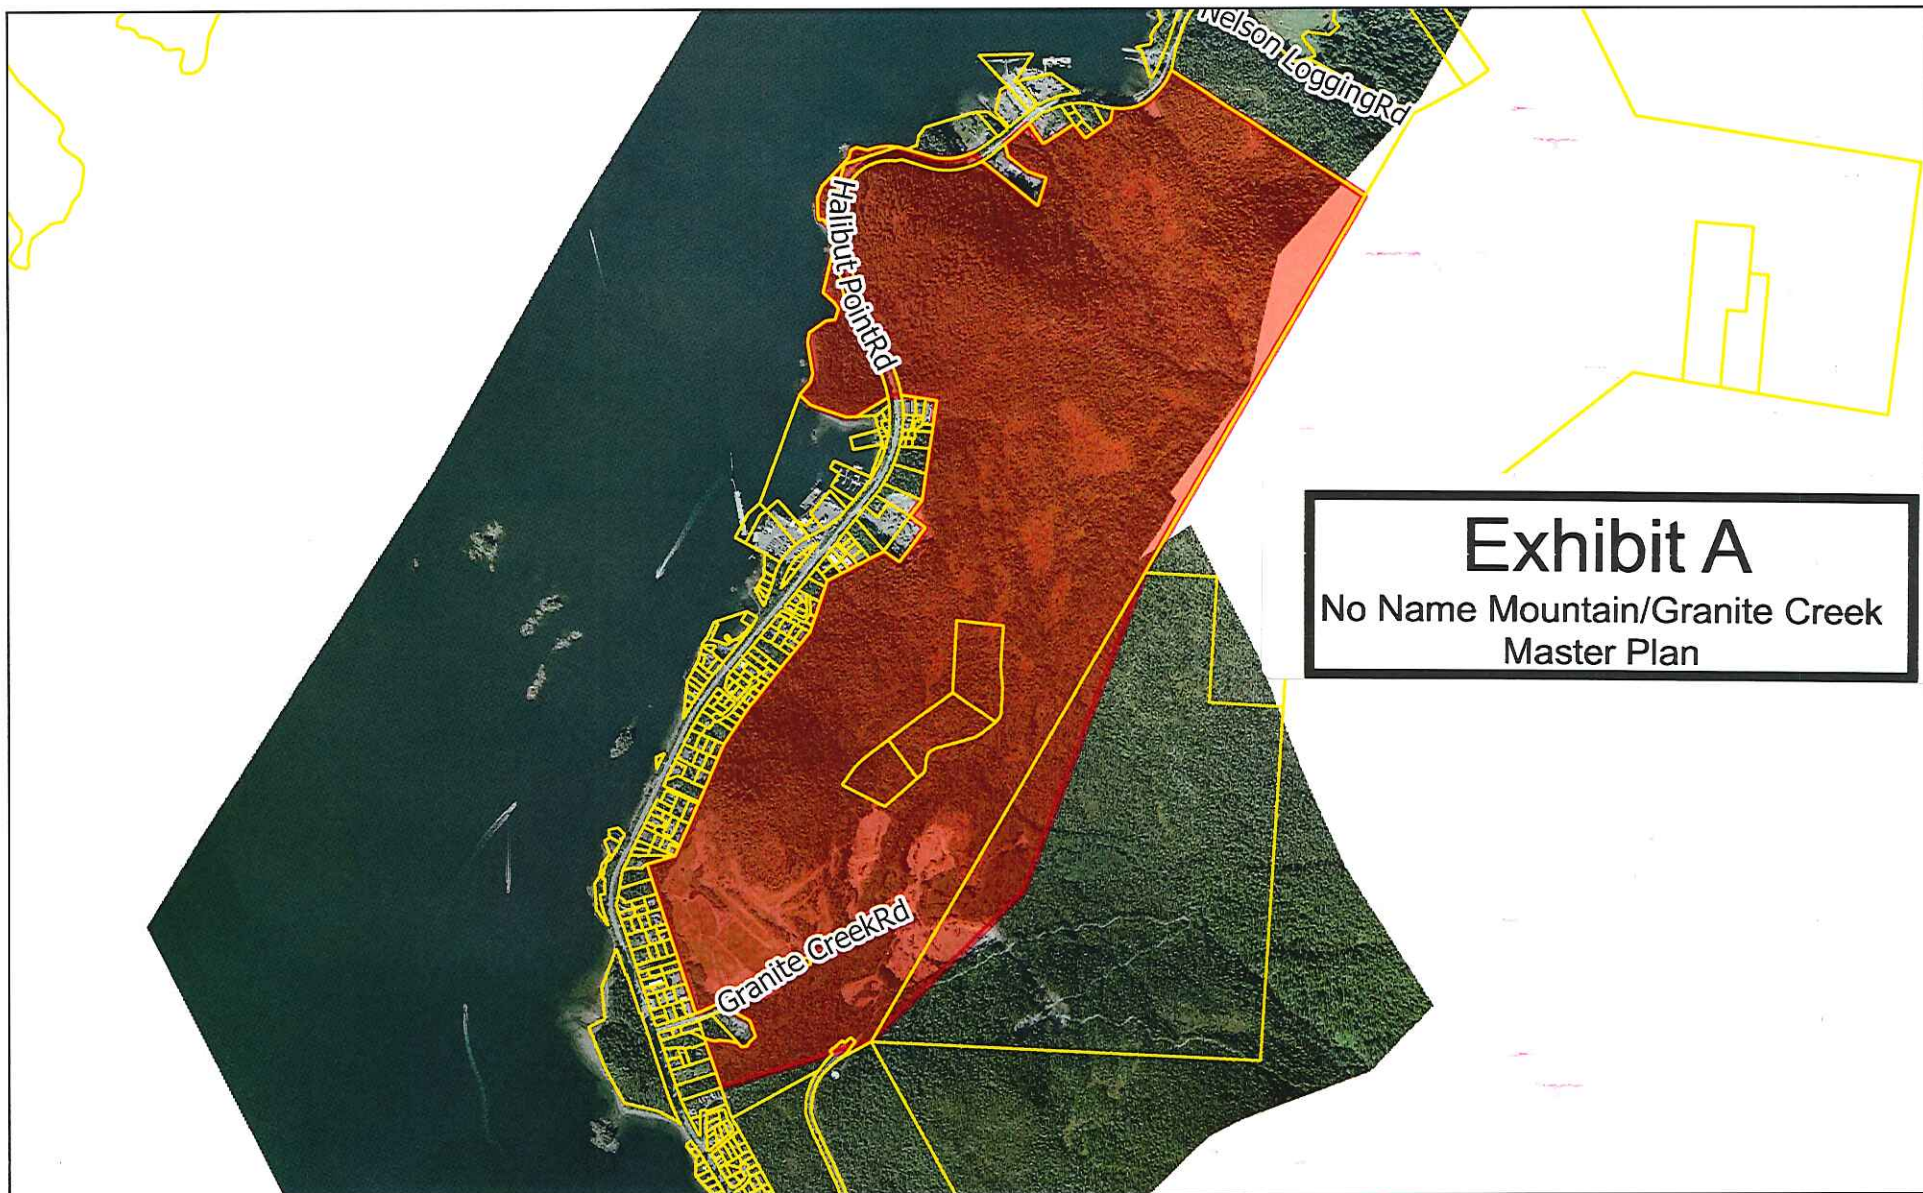 Nelson LoggingRd
Halibut PointRd
Exhibit A
No Name Mountain/Granite Creek
Master Plan
Granite CreekRd